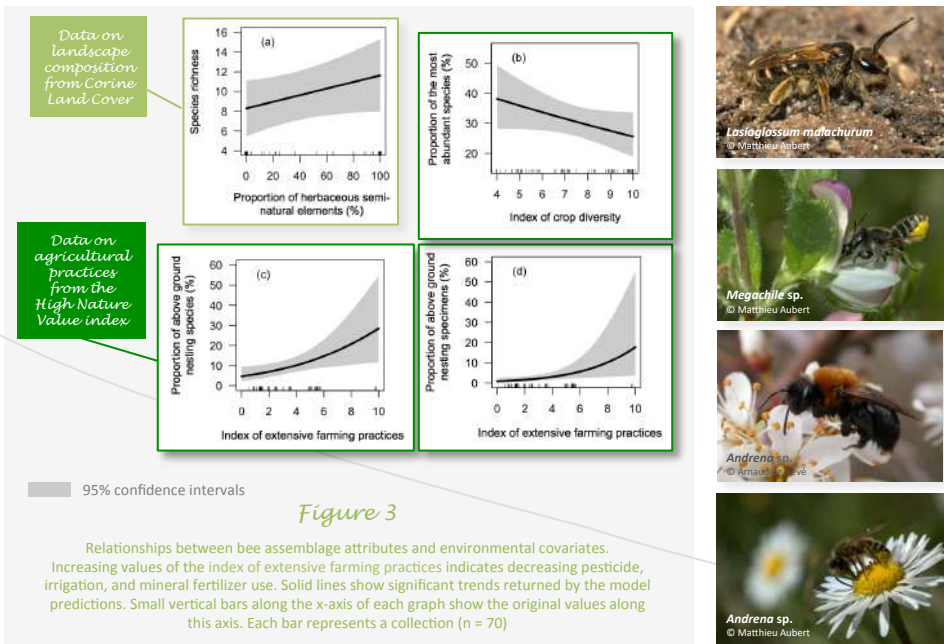 Data on
landscape
composition
from Corine
Land Cover
(a)
Species richness
16
14
12
10
8
6
4
0 20 40 60 80 100
Proportion of herbaceous semi-
natural elements (%)
(b)
Proportion of the most
abundant species (%)
50
40
30
20
4 5 6 7 8 9 10
Index of crop diversity
Data on
agricultural
practices
from the
High Nature
Value index
(c)
Proportion of above ground
nesting species (%)
60
50
40
30
20
10
0
0 2 4 6 8 10
Index of extensive farming practices
(d)
Proportion of above ground
nesting specimens (%)
60
50
40
30
20
10
0
0 2 4 6 8 10
Index of extensive farming practices
95% confidence intervals
Figure 3
Relationships between bee assemblage attributes and environmental covariates.
Increasing values of the index of extensive farming practices indicates decreasing pesticide,
irrigation, and mineral fertilizer use. Solid lines show significant trends returned by the model
predictions. Small vertical bars along the x-axis of each graph show the original values along
this axis. Each bar represents a collection (n = 70)
Lasioglossum malachurum
© Matthieu Aubert
Megachile sp.
© Matthieu Aubert
Andrena sp.
© Arnaud
Andrena sp.
© Matthieu Aubert